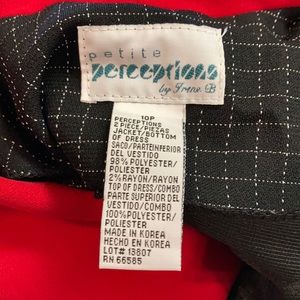 petite
perceptions
by Irene B
TOP
PERCEPTIONS
2 PIECE/PIEZAS
JACKET/BOTTOM
OF DRESS
SACO/PARTEINFERIOR
DEL VESTIDO
98% POLYESTER/
POLIESTER
2% RAYON/RAYON
TOP OF DRESS/COMBO
PARTE SUPERIOR DEL
VESTIDO/COMBO
100%POLYESTER/
POLIESTER
MADE IN KOREA
HECHO EN KOREA
LOT# 13807
RN 66585